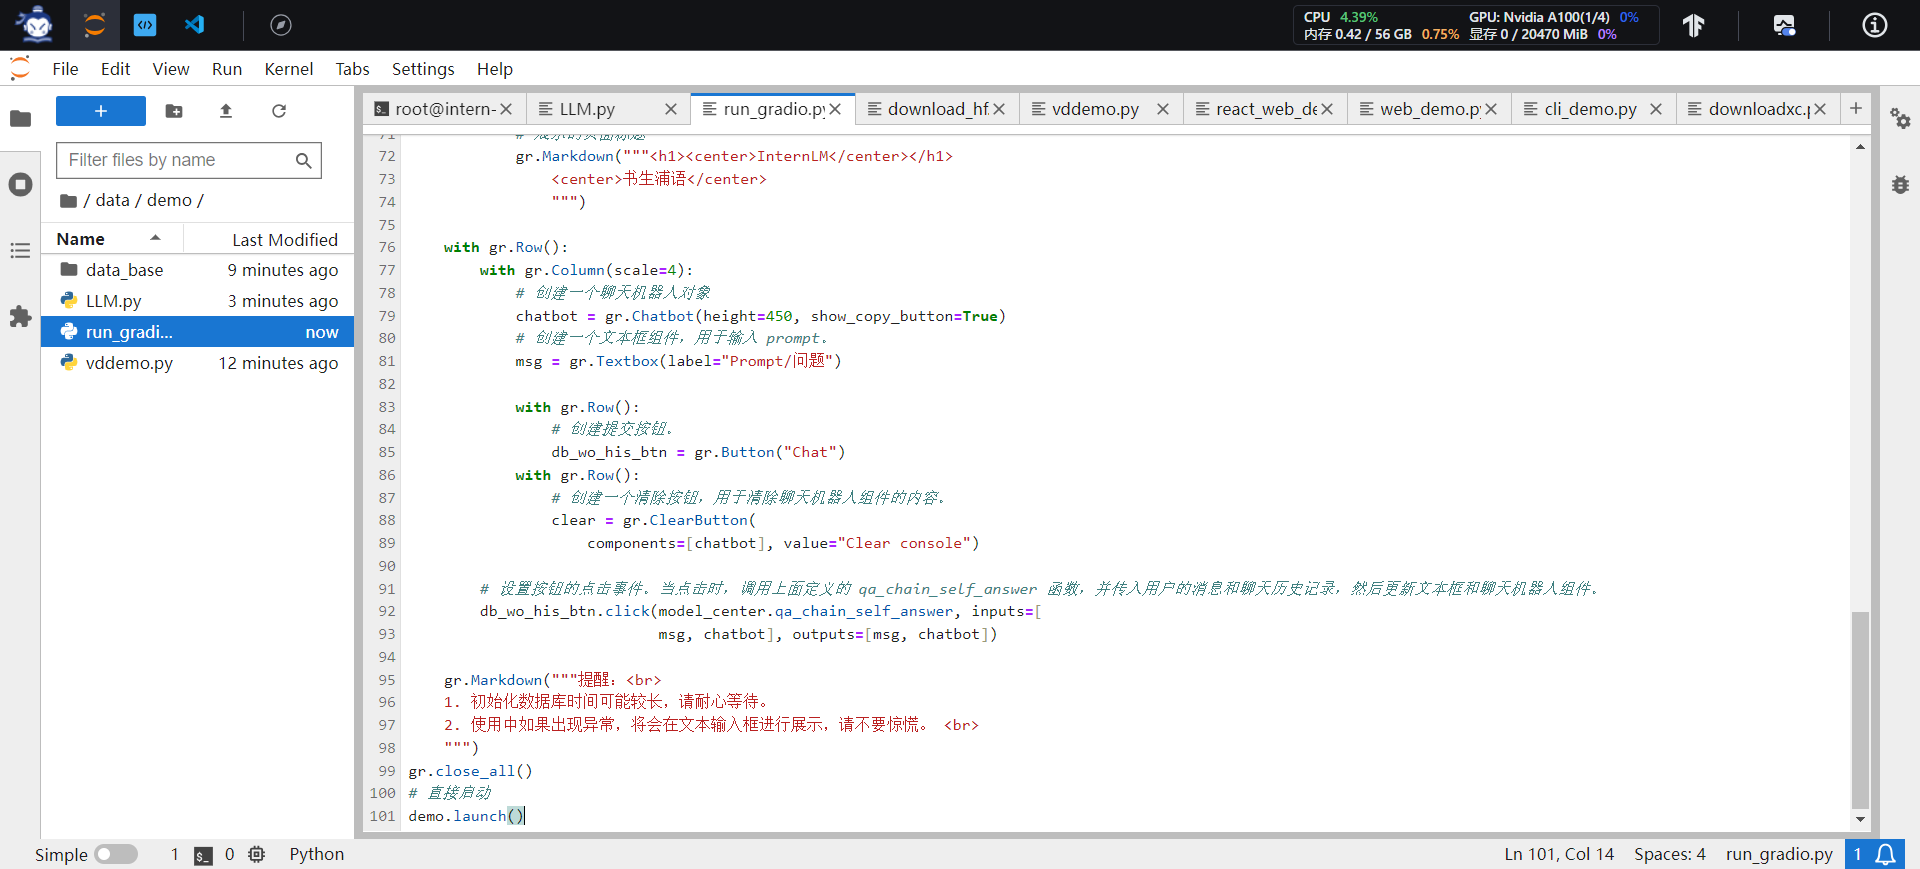 CPU 4.39% GPU: Nvidia A100(1/4) 0%
内存 0.42 / 56 GB 0.75% 显存 0 / 20470 MiB 0%
File Edit View Run Kernel Tabs Settings Help
root@intern- LLM.py run_gradio.py download_hf. vddemo.py react_web_de web_demo.py cli_demo.py downloadxc.p
Filter files by name
/ data / demo /
Name Last Modified
data_base 9 minutes ago
LLM.py 3 minutes ago
run_gradi... now
vddemo.py 12 minutes ago
71
72 gr.Markdown("""<h1><center>InternLM</center></h1>
73 <center>书生浦语</center>
74 """)
75
76 with gr.Row():
77 with gr.Column(scale=4):
78 # 创建一个聊天机器人对象
79 chatbot = gr.Chatbot(height=450, show_copy_button=True)
80 # 创建一个文本框组件，用于输入 prompt。
81 msg = gr.Textbox(label="Prompt/问题")
82
83 with gr.Row():
84 # 创建提交按钮。
85 db_wo_his_btn = gr.Button("Chat")
86 with gr.Row():
87 # 创建一个清除按钮，用于清除聊天机器人组件的内容。
88 clear = gr.ClearButton(
89 components=[chatbot], value="Clear console")
90
91 # 设置按钮的点击事件。当点击时，调用上面定义的 qa_chain_self_answer 函数，并传入用户的消息和聊天历史记录，然后更新文本框和聊天机器人组件。
92 db_wo_his_btn.click(model_center.qa_chain_self_answer, inputs=[
93 msg, chatbot], outputs=[msg, chatbot])
94
95 gr.Markdown("""提醒：<br>
96 1. 初始化数据库时间可能较长，请耐心等待。
97 2. 使用中如果出现异常，将会在文本输入框进行展示，请不要惊慌。 <br>
98 """)
99 gr.close_all()
100 # 直接启动
101 demo.launch()
Simple 1 0 Python Ln 101, Col 14 Spaces: 4 run_gradio.py 1